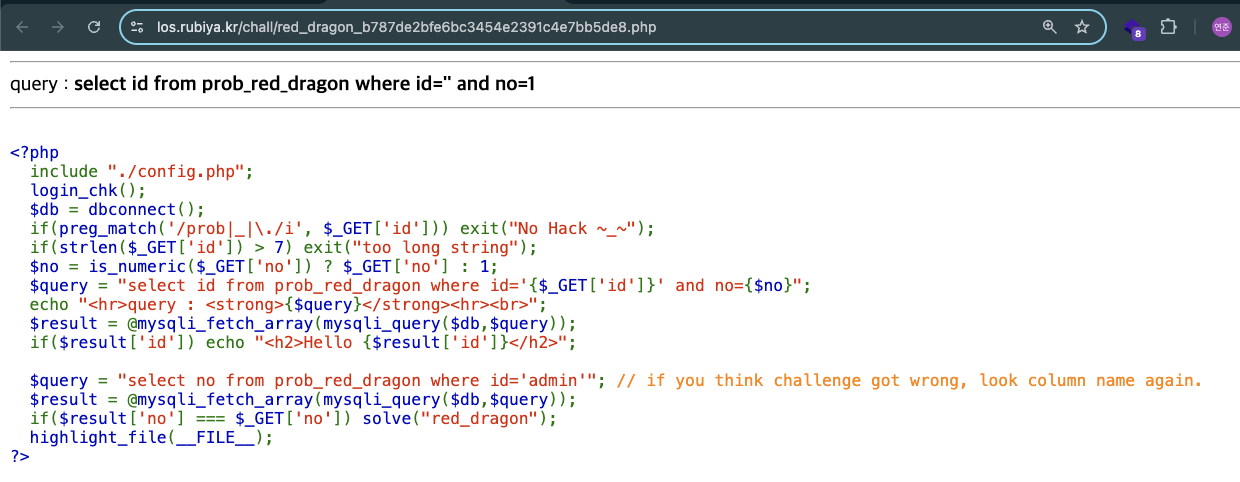 los.rubiya.kr/chall/red_dragon_b787de2bfe6bc3454e2391c4e7bb5de8.php
8
연준
query : select id from prob_red_dragon where id='' and no=1
<?php
  include "./config.php";
  login_chk();
  $db = dbconnect();
  if(preg_match('/prob|_|\./i', $_GET['id'])) exit("No Hack ~_~");
  if(strlen($_GET['id']) > 7) exit("too long string");
  $no = is_numeric($_GET['no']) ? $_GET['no'] : 1;
  $query = "select id from prob_red_dragon where id='{$_GET['id']}' and no={$no}";
  echo "<hr>query : <strong>{$query}</strong><hr><br>";
  $result = @mysqli_fetch_array(mysqli_query($db,$query));
  if($result['id']) echo "<h2>Hello {$result['id']}</h2>";

  $query = "select no from prob_red_dragon where id='admin'"; // if you think challenge got wrong, look column name again.
  $result = @mysqli_fetch_array(mysqli_query($db,$query));
  if($result['no'] === $_GET['no']) solve("red_dragon");
  highlight_file(__FILE__);
?>